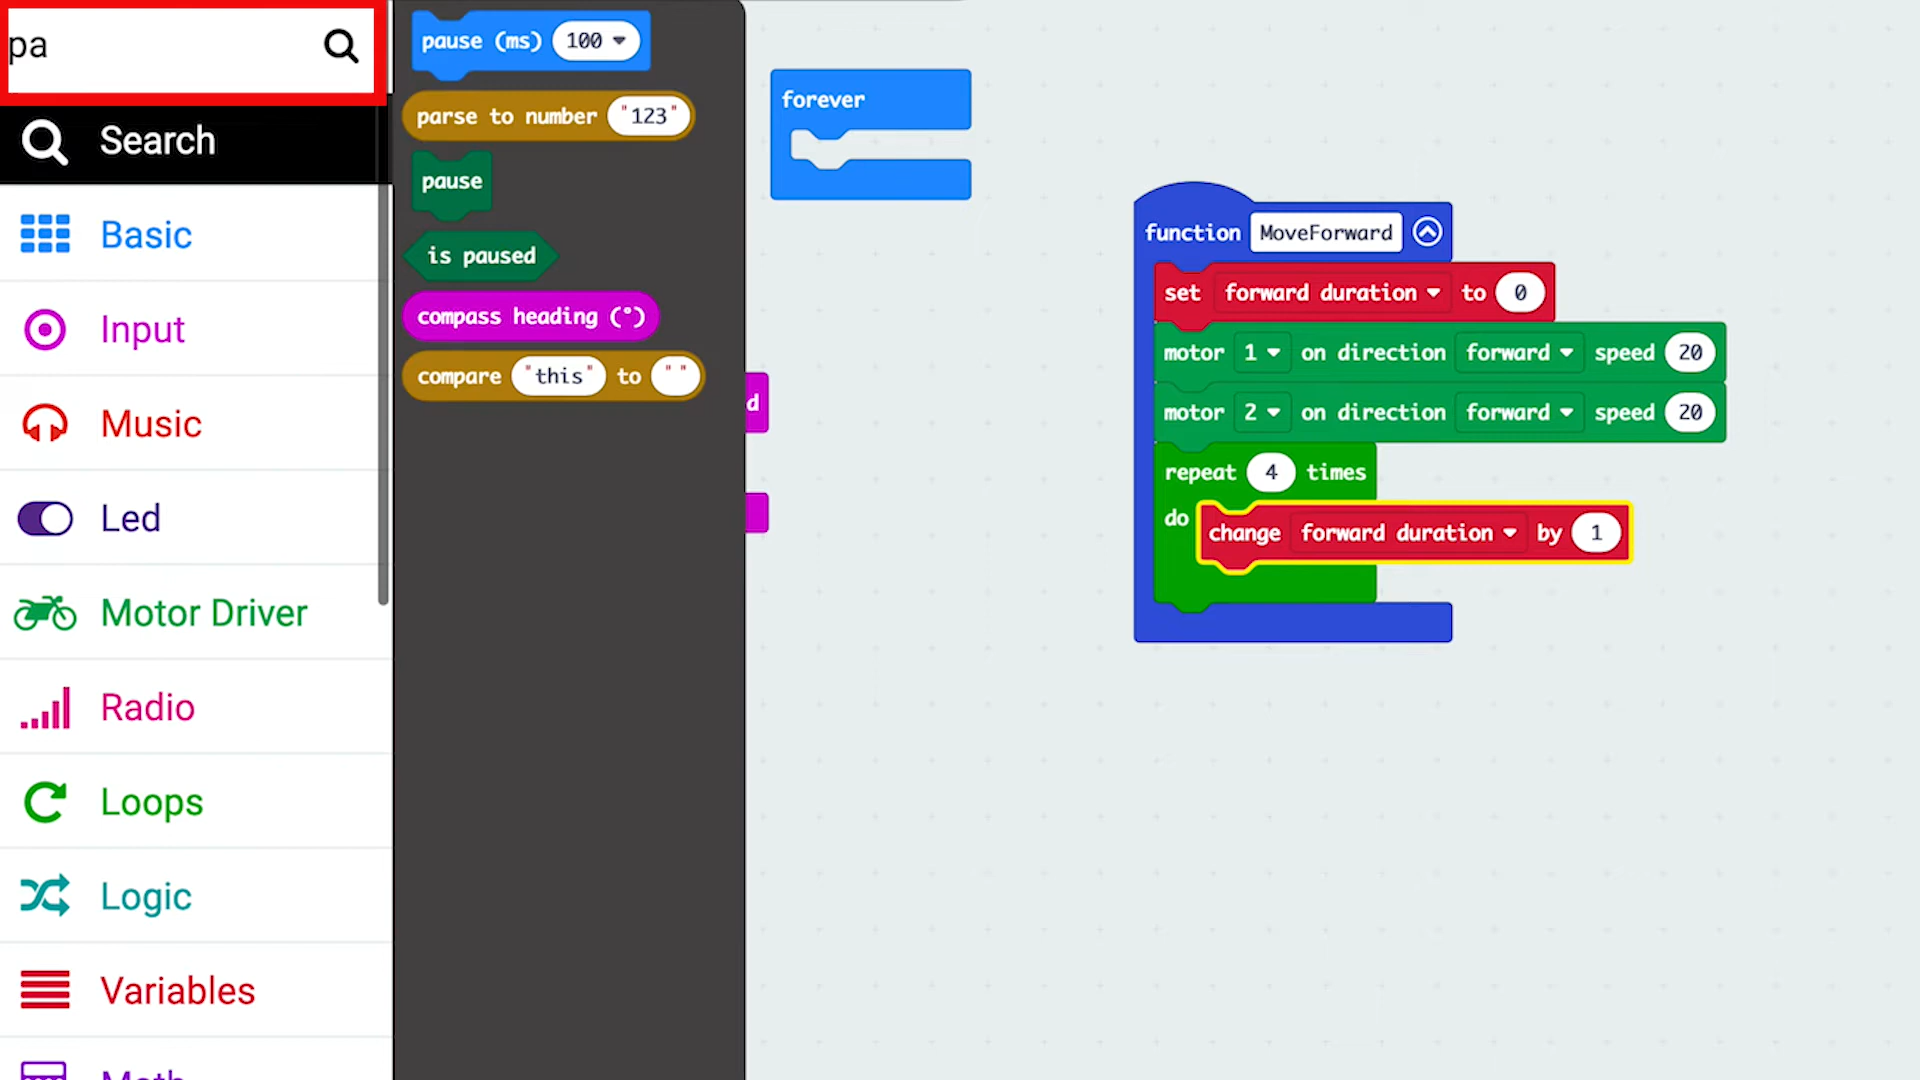 pa
Search
Basic
Input
Music
Led
Motor Driver
Radio
Loops
Logic
Variables
Math
pause (ms) 100
parse to number "123"
pause
is paused
compass heading (°)
compare "this" to ""
d
forever
function MoveForward
set forward duration to 0
motor 1 on direction forward speed 20
motor 2 on direction forward speed 20
repeat 4 times
do change forward duration by 1